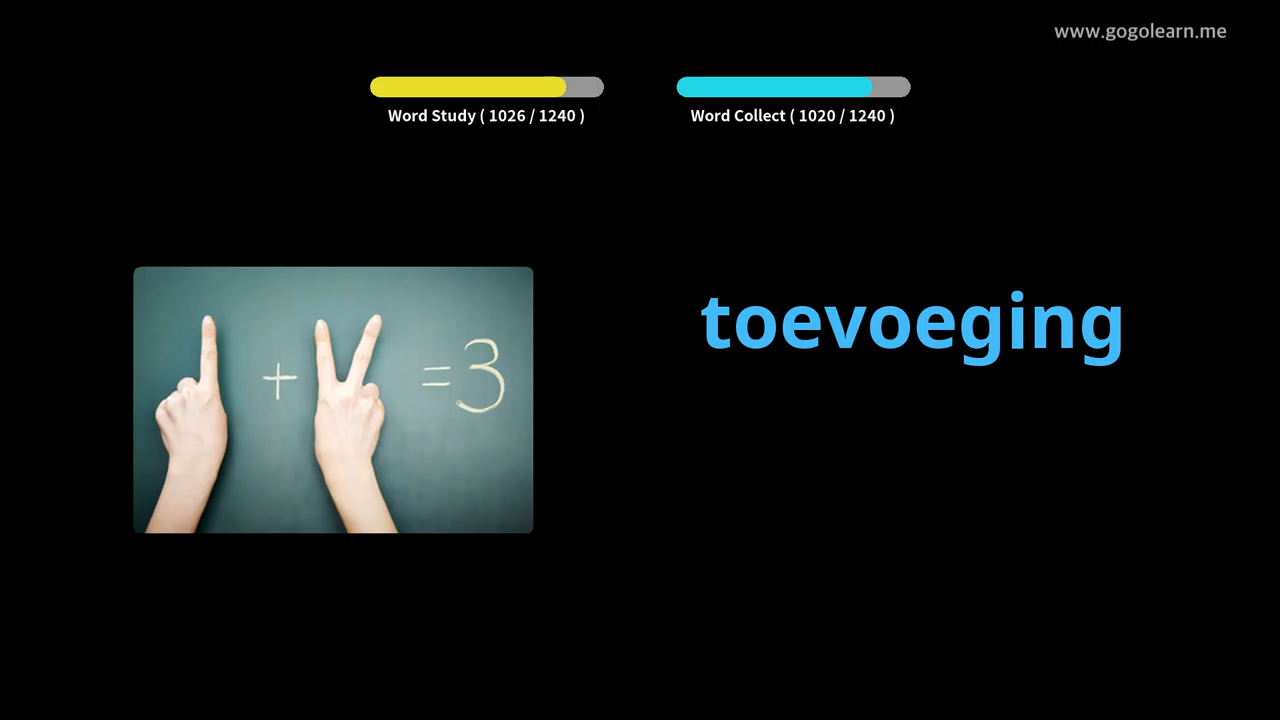 www.gogolearn.me
Word Study ( 1026 / 1240 )
Word Collect ( 1020 / 1240 )
toevoeging
+ = 3